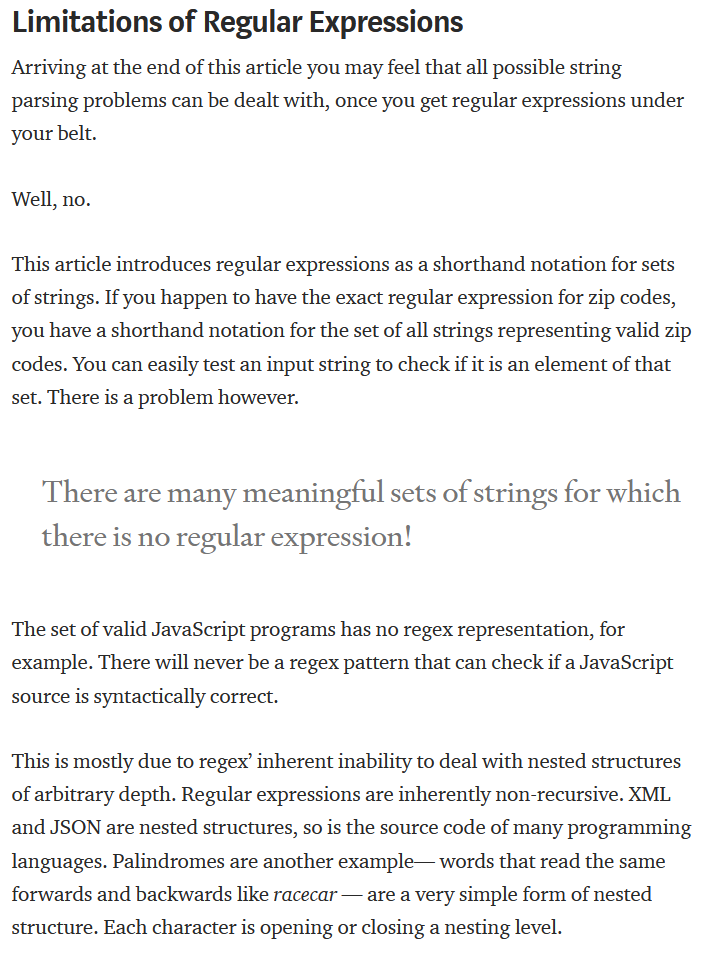 Limitations of Regular Expressions
Arriving at the end of this article you may feel that all possible string
parsing problems can be dealt with, once you get regular expressions under
your belt.
Well, no.
This article introduces regular expressions as a shorthand notation for sets
of strings. If you happen to have the exact regular expression for zip codes,
you have a shorthand notation for the set of all strings representing valid zip
codes. You can easily test an input string to check if it is an element of that
set. There is a problem however.
There are many meaningful sets of strings for which
there is no regular expression!
The set of valid JavaScript programs has no regex representation, for
example. There will never be a regex pattern that can check if a JavaScript
source is syntactically correct.
This is mostly due to regex’ inherent inability to deal with nested structures
of arbitrary depth. Regular expressions are inherently non-recursive. XML
and JSON are nested structures, so is the source code of many programming
languages. Palindromes are another example— words that read the same
forwards and backwards like racecar — are a very simple form of nested
structure. Each character is opening or closing a nesting level.